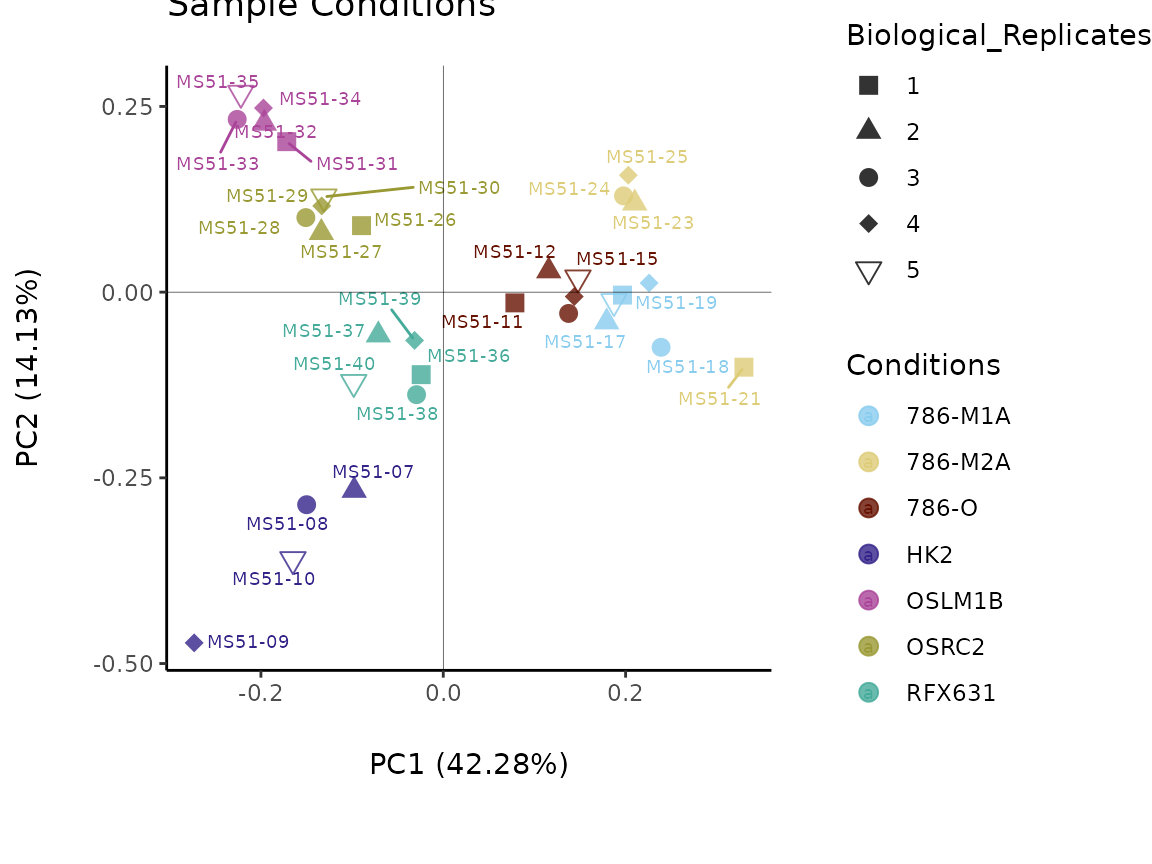 Sample Conditions
PC2 (14.13%)
0.25
0.00
-0.25
-0.50
-0.2
0.0
0.2
PC1 (42.28%)
MS51-35
MS51-34
MS51-32
MS51-33
MS51-31
MS51-30
MS51-29
MS51-28
MS51-26
MS51-27
MS51-25
MS51-24
MS51-23
MS51-12
MS51-15
MS51-11
MS51-19
MS51-17
MS51-18
MS51-21
MS51-39
MS51-37
MS51-36
MS51-40
MS51-38
MS51-07
MS51-08
MS51-10
MS51-09
Biological_Replicates
1
2
3
4
5
Conditions
a 786-M1A
a 786-M2A
a 786-O
a HK2
a OSLM1B
a OSRC2
a RFX631